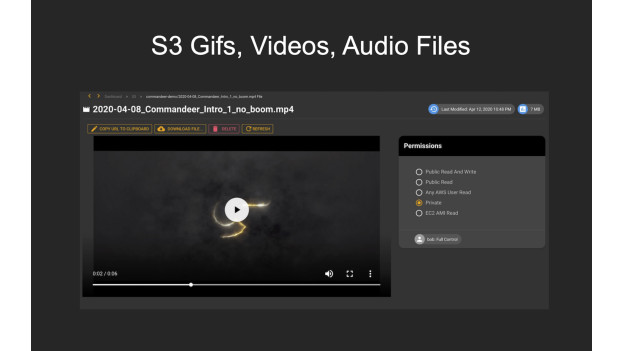 S3 Gifs, Videos, Audio Files
Dashboard > S3 > commandeer-demo/2020-04-08_Commandeer_Intro_1_no_boom.mp4 File
2020-04-08_Commandeer_Intro_1_no_boom.mp4
Last Modified: Apr 12, 2020 10:40 PM
7 MB
COPY URL TO CLIPBOARD
DOWNLOAD FILE...
DELETE
REFRESH
Permissions
Public Read And Write
Public Read
Any AWS User Read
Private
EC2 AMI Read
Full Control
0:02 / 0:06